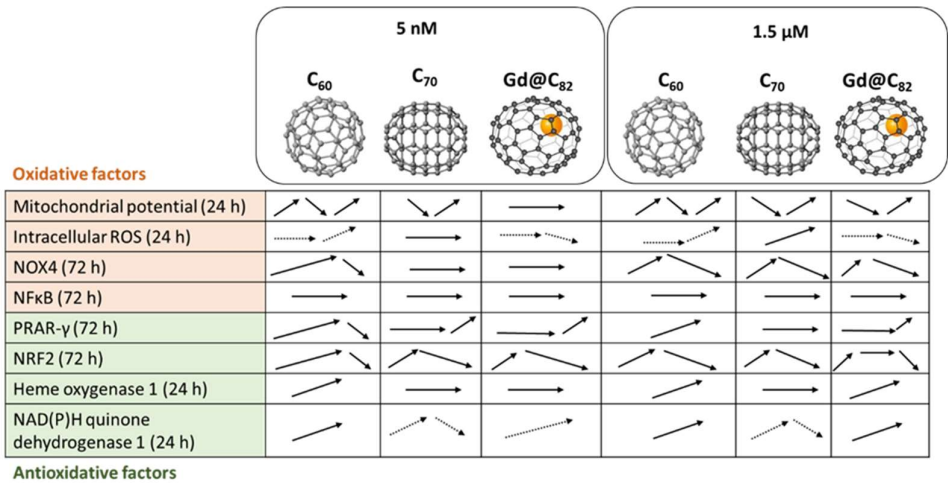 5 nM
1.5 µM
C60
C70
Gd@C82
C60
C70
Gd@C82
Oxidative factors
Mitochondrial potential (24 h)
Intracellular ROS (24 h)
NOX4 (72 h)
NFκB (72 h)
PRAR-γ (72 h)
NRF2 (72 h)
Heme oxygenase 1 (24 h)
NAD(P)H quinone
dehydrogenase 1 (24 h)
Antioxidative factors